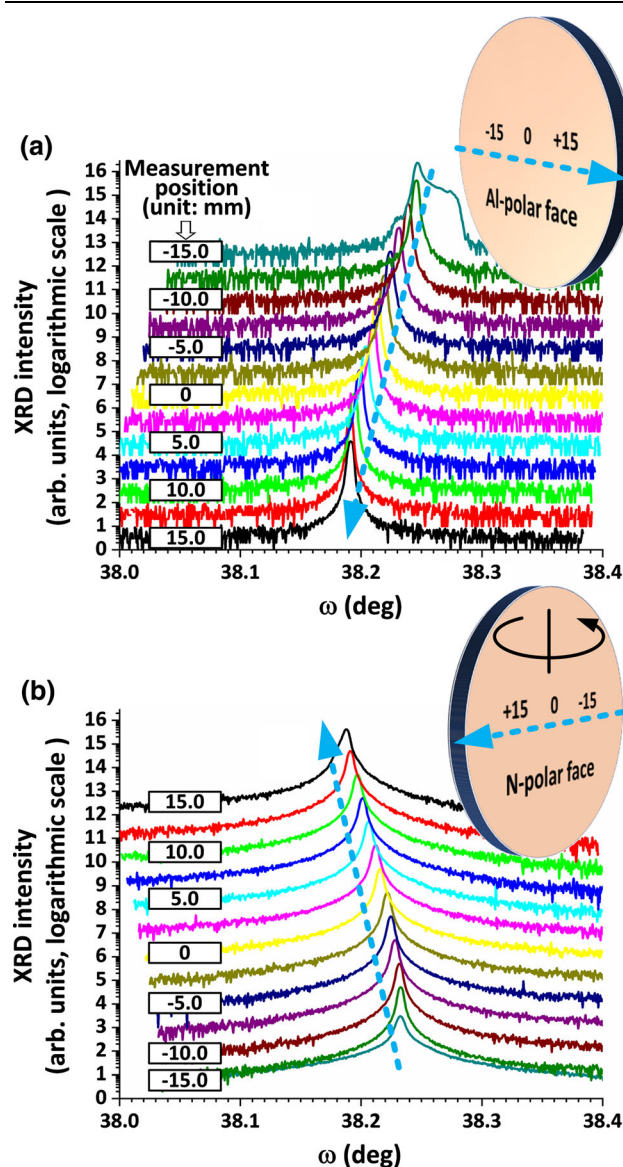 (a)
-15 0 +15
Al-polar face
Measurement
position
(unit: mm)
16
15
14
13
12
11
10
9
8
7
6
5
4
3
2
1
0
-15.0
-10.0
-5.0
0
5.0
10.0
15.0
XRD intensity
(arb. units, logarithmic scale )
38.0 38.1 38.2 38.3 38.4
ω (deg)
(b)
+15 0 -15
N-polar face
16
15
14
13
12
11
10
9
8
7
6
5
4
3
2
1
0
15.0
10.0
5.0
0
-5.0
-10.0
-15.0
XRD intensity
(arb. units, logarithmic scale )
38.0 38.1 38.2 38.3 38.4
ω (deg)